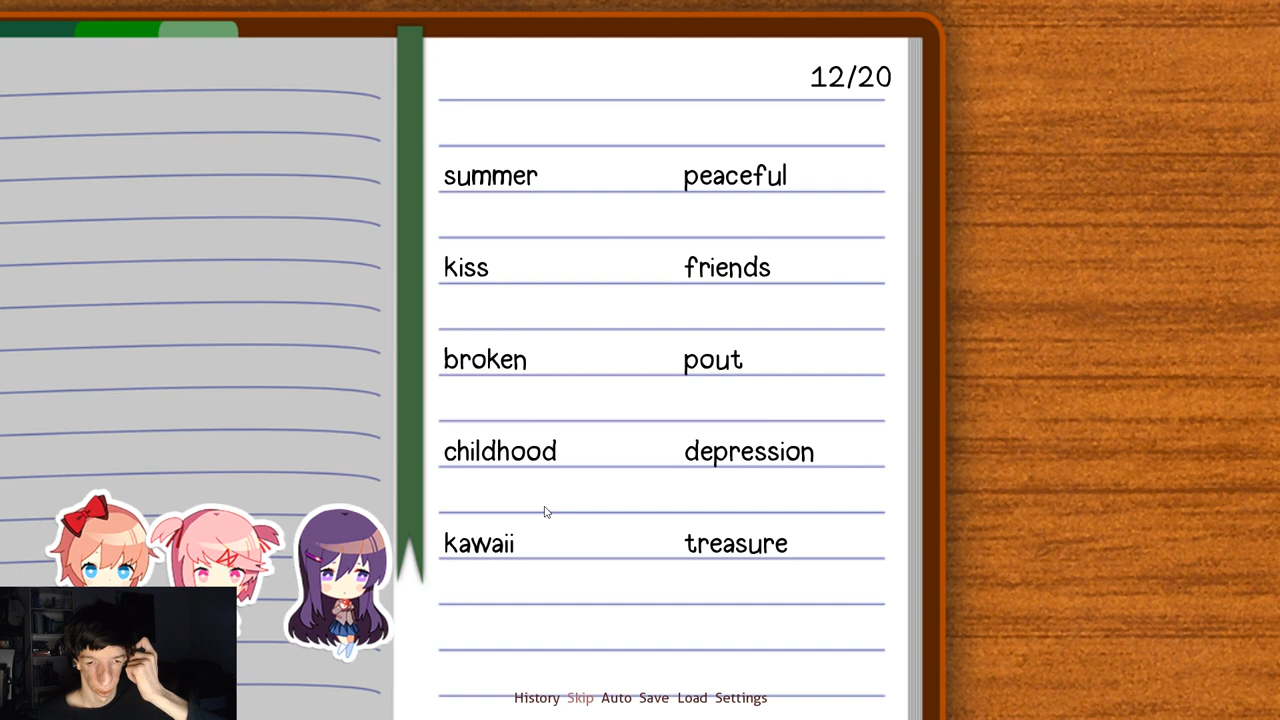 12/20
summer peaceful
kiss friends
broken pout
childhood depression
kawaii treasure
History Skip Auto Save Load Settings